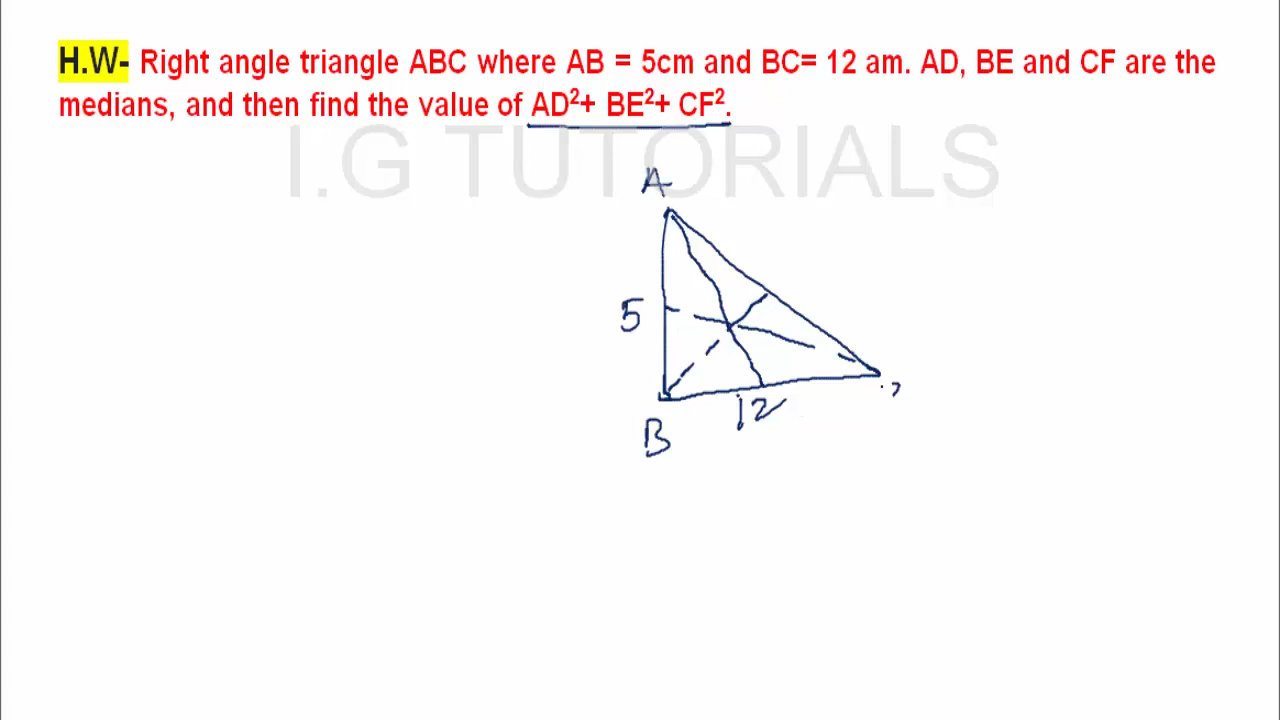 H.W- Right angle triangle ABC where AB = 5cm and BC= 12 am. AD, BE and CF are the
medians, and then find the value of AD²+ BE²+ CF².
I.G TUTORIALS
A
5
12
B